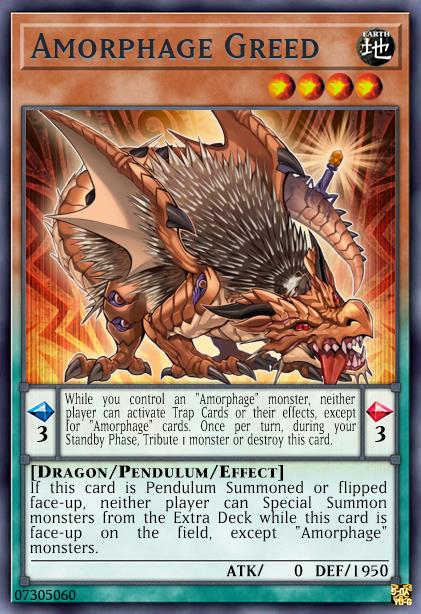 AMORPHAGE GREED
EARTH
地
While you control an "Amorphage" monster, neither
player can activate Trap Cards or their effects, except
for "Amorphage" cards. Once per turn, during your
Standby Phase, Tribute 1 monster or destroy this card.
3
3
[DRAGON/PENDULUM/EFFECT]
If this card is Pendulum Summoned or flipped
face-up, neither player can Special Summon
monsters from the Extra Deck while this card is
face-up on the field, except "Amorphage"
monsters.
ATK/ 0 DEF/1950
07305060